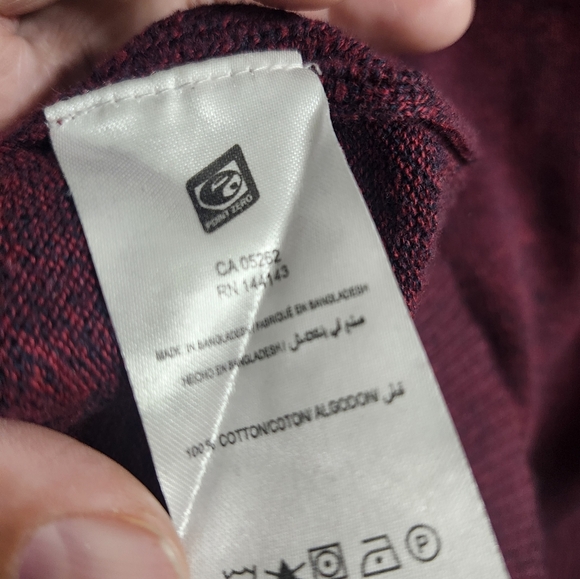 POINT ZERO
CA 05262
RN 144143
MADE IN BANGLADESH / FABRIQUÉ EN BANGLADESH
HECHO EN BANGLADESH / صنع في بنغلاديش
100% COTTON/COTON/ ALGODON/ قطن
P